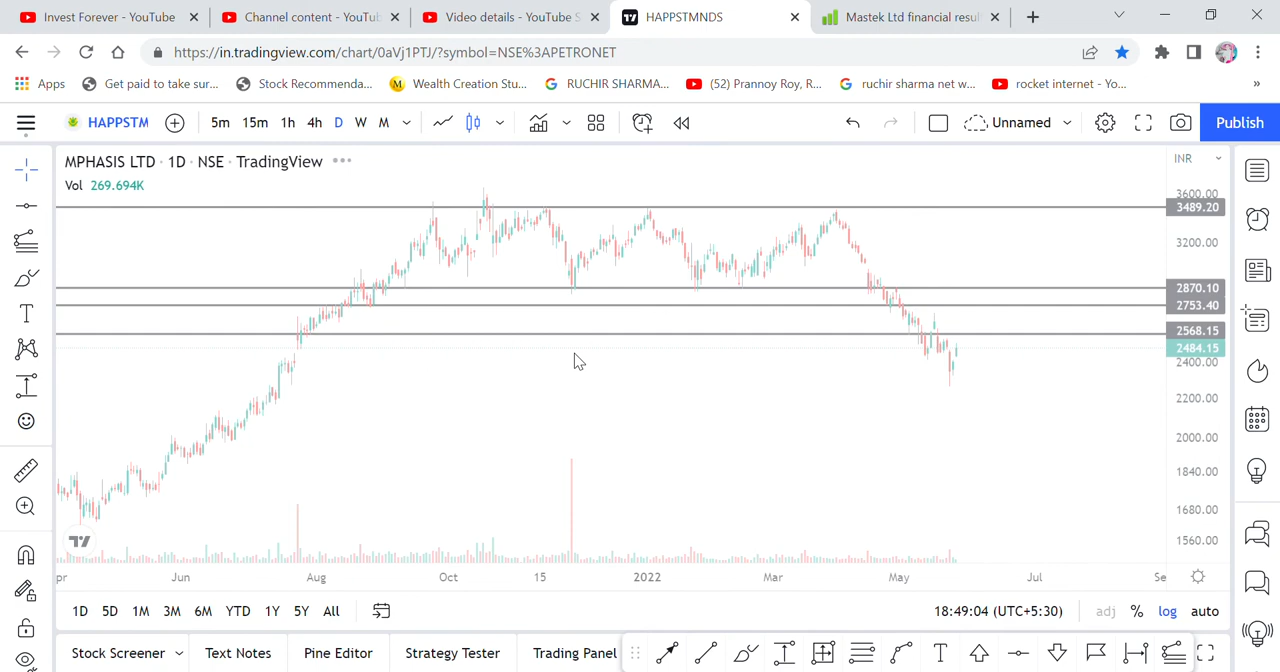 Invest Forever - YouTube
Channel content - YouTu
Video details - YouTube S
HAPPSTMNDS
Mastek Ltd financial resul
https://in.tradingview.com/chart/0aVj1PTJ/?symbol=NSE%3APETRONET
Apps
Get paid to take sur...
Stock Recommenda...
M Wealth Creation Stu...
RUCHIR SHARMA...
(52) Prannoy Roy, R...
ruchir sharma net w...
rocket internet - Yo...
»
HAPPSTM
5m 15m 1h 4h D W M
Unnamed
Publish
MPHASIS LTD · 1D · NSE · TradingView
INR
Vol 269.694K
3600.00
3489.20
3200.00
2870.10
2753.40
2568.15
2484.15
2400.00
2200.00
2000.00
1840.00
1680.00
1560.00
pr Jun Aug Oct 15 2022 Mar May Jul Se
1D 5D 1M 3M 6M YTD 1Y 5Y All
18:49:04 (UTC+5:30)
adj % log auto
Stock Screener
Text Notes
Pine Editor
Strategy Tester
Trading Panel